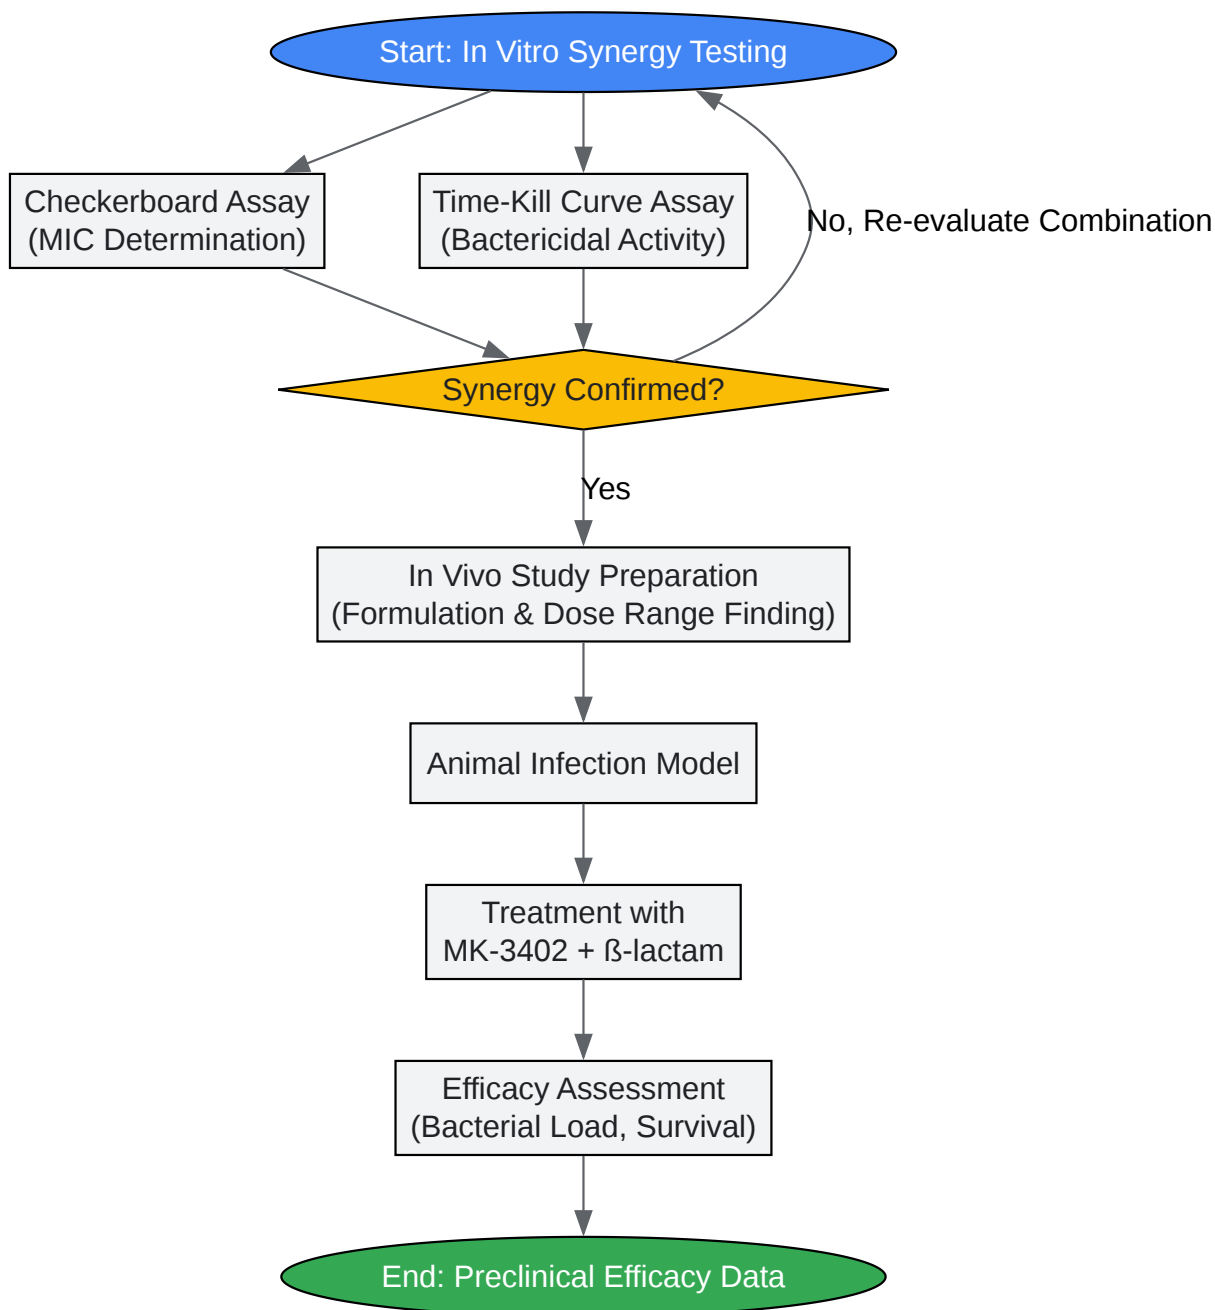 Start: In Vitro Synergy Testing
Checkerboard Assay
(MIC Determination)
Time-Kill Curve Assay
(Bactericidal Activity)
No, Re-evaluate Combination
Synergy Confirmed?
Yes
In Vivo Study Preparation
(Formulation & Dose Range Finding)
Animal Infection Model
Treatment with
MK-3402 + ß-lactam
Efficacy Assessment
(Bacterial Load, Survival)
End: Preclinical Efficacy Data